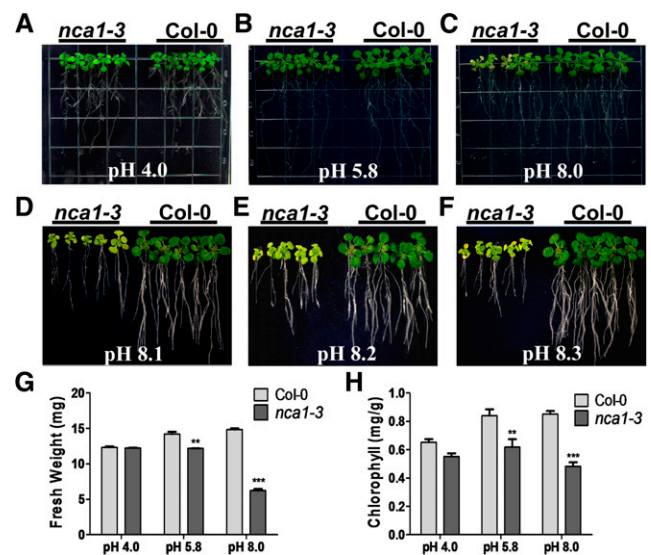 A B C
nca1-3 Col-0 nca1-3 Col-0 nca1-3 Col-0
pH 4.0 pH 5.8 pH 8.0
D E F
nca1-3 Col-0 nca1-3 Col-0 nca1-3 Col-0
pH 8.1 pH 8.2 pH 8.3
G
Fresh Weight (mg)
20
15
10
5
0
Col-0
nca1-3
**
***
pH 4.0 pH 5.8 pH 8.0
H
Chlorophyll (mg/g)
1.0
0.8
0.6
0.4
0.2
0.0
Col-0
nca1-3
**
***
pH 4.0 pH 5.8 pH 8.0